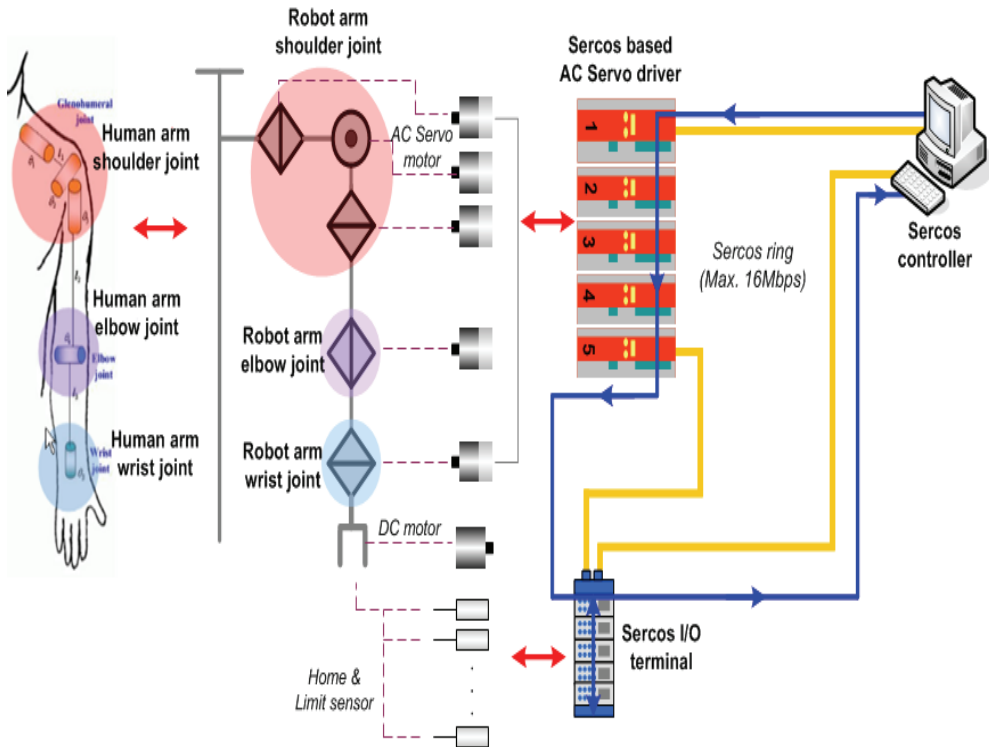 Robot arm
shoulder joint
Sercos based
AC Servo driver
Glenohumeral
joint
Human arm
shoulder joint
AC Servo
motor
1
2
3
4
5
Sercos ring
(Max. 16Mbps)
Sercos
controller
Human arm
elbow joint
Elbow
joint
Robot arm
elbow joint
Human arm
wrist joint
Wrist
joint
Robot arm
wrist joint
DC motor
Home &
Limit sensor
Sercos I/O
terminal